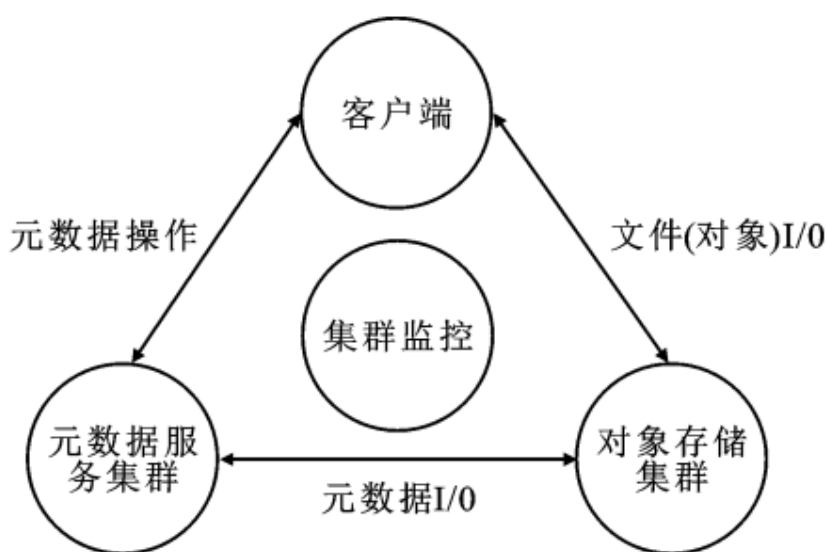 客户端
元数据操作
文件(对象)I/0
集群监控
元数据服
务集群
对象存储
集群
元数据I/0